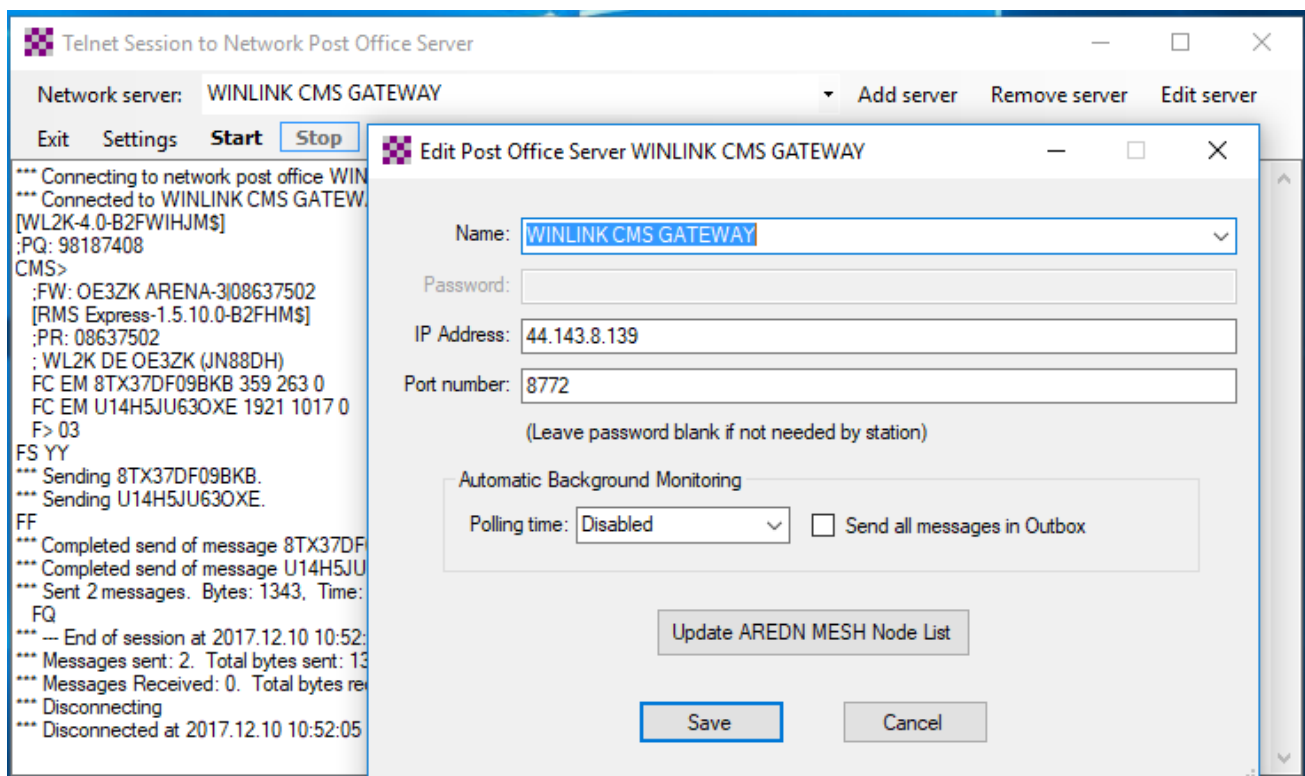 Telnet Session to Network Post Office Server
Network server: WINLINK CMS GATEWAY Add server Remove server Edit server
Exit Settings Start Stop
*** Connecting to network post office WIN
*** Connected to WINLINK CMS GATEW
[WL2K-4.0-B2FWIHJM$]
;PQ: 98187408
CMS>
;FW: OE3ZK ARENA-3|08637502
[RMS Express-1.5.10.0-B2FHM$]
;PR: 08637502
; WL2K DE OE3ZK (JN88DH)
FC EM 8TX37DF09BKB 359 263 0
FC EM U14H5JU63OXE 1921 1017 0
F> 03
FS YY
*** Sending 8TX37DF09BKB.
*** Sending U14H5JU63OXE.
FF
*** Completed send of message 8TX37DF
*** Completed send of message U14H5JU
*** Sent 2 messages. Bytes: 1343, Time:
FQ
*** --- End of session at 2017.12.10 10:52:
*** Messages sent: 2. Total bytes sent: 13
*** Messages Received: 0. Total bytes re
*** Disconnecting
*** Disconnected at 2017.12.10 10:52:05
Edit Post Office Server WINLINK CMS GATEWAY
Name: WINLINK CMS GATEWAY
Password:
IP Address: 44.143.8.139
Port number: 8772
(Leave password blank if not needed by station)
Automatic Background Monitoring
Polling time: Disabled Send all messages in Outbox
Update AREDN MESH Node List
Save Cancel